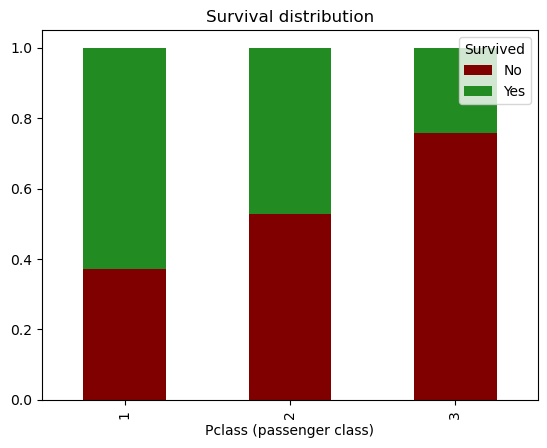 Survival distribution
Survived
No
Yes
1.0
0.8
0.6
0.4
0.2
0.0
1
2
3
Pclass (passenger class)